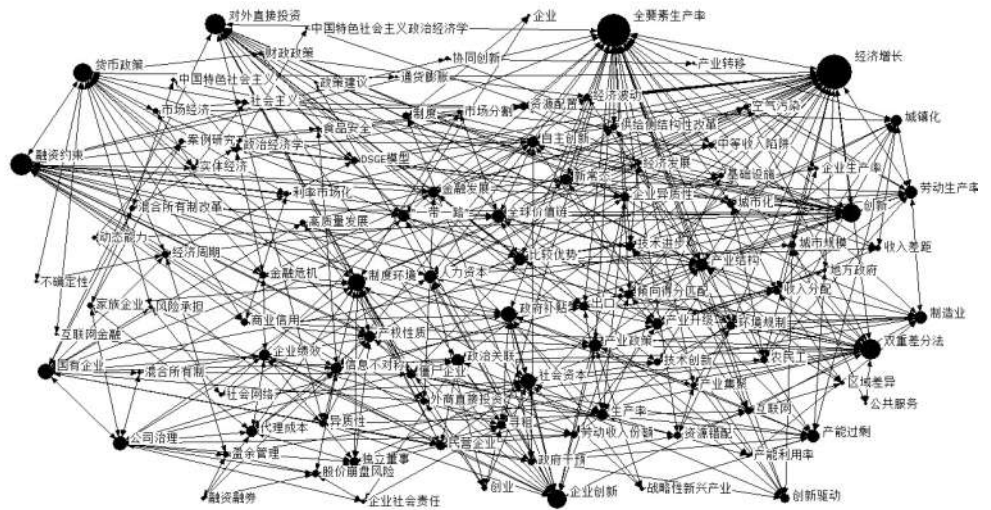 对外直接投资
企业
全要素生产率
中国特色社会主义政治经济学
财政政策
协同创新
产业转移
经济增长
货币政策
中国特色社会主义
政策建议
通货膨胀
市场经济
社会主义
制度
市场分割
资源配置
经济波动
空气污染
城镇化
食品安全
供给侧结构性改革
案例研究
政治经济学
自主创新
中等收入陷阱
融资约束
实体经济
DSGE模型
经济发展
基础设施
企业生产率
新常态
利率市场化
金融发展
企业异质性
城市化
劳动生产率
混合所有制改革
高质量发展
一带一路
全球价值链
创新
动态能力
经济周期
技术进步
城市规模
收入差距
比较优势
产业结构
地方政府
不确定性
金融危机
制度环境
人力资本
倾向得分匹配
收入分配
家族企业
风险承担
出口
商业信用
政府补贴
产业升级
环境规制
制造业
互联网金融
产权性质
产业政策
双重差分法
企业绩效
政治关联
技术创新
农民工
国有企业
混合所有制
信息不对称
僵尸企业
社会资本
产业集聚
区域差异
社会网络
外商直接投资
生产率
互联网
公共服务
代理成本
异质性
寻租
公司治理
民营企业
劳动收入份额
资源错配
产能过剩
盈余管理
独立董事
政府干预
产能利用率
股价崩盘风险
融资融券
企业社会责任
创业
企业创新
战略性新兴产业
创新驱动